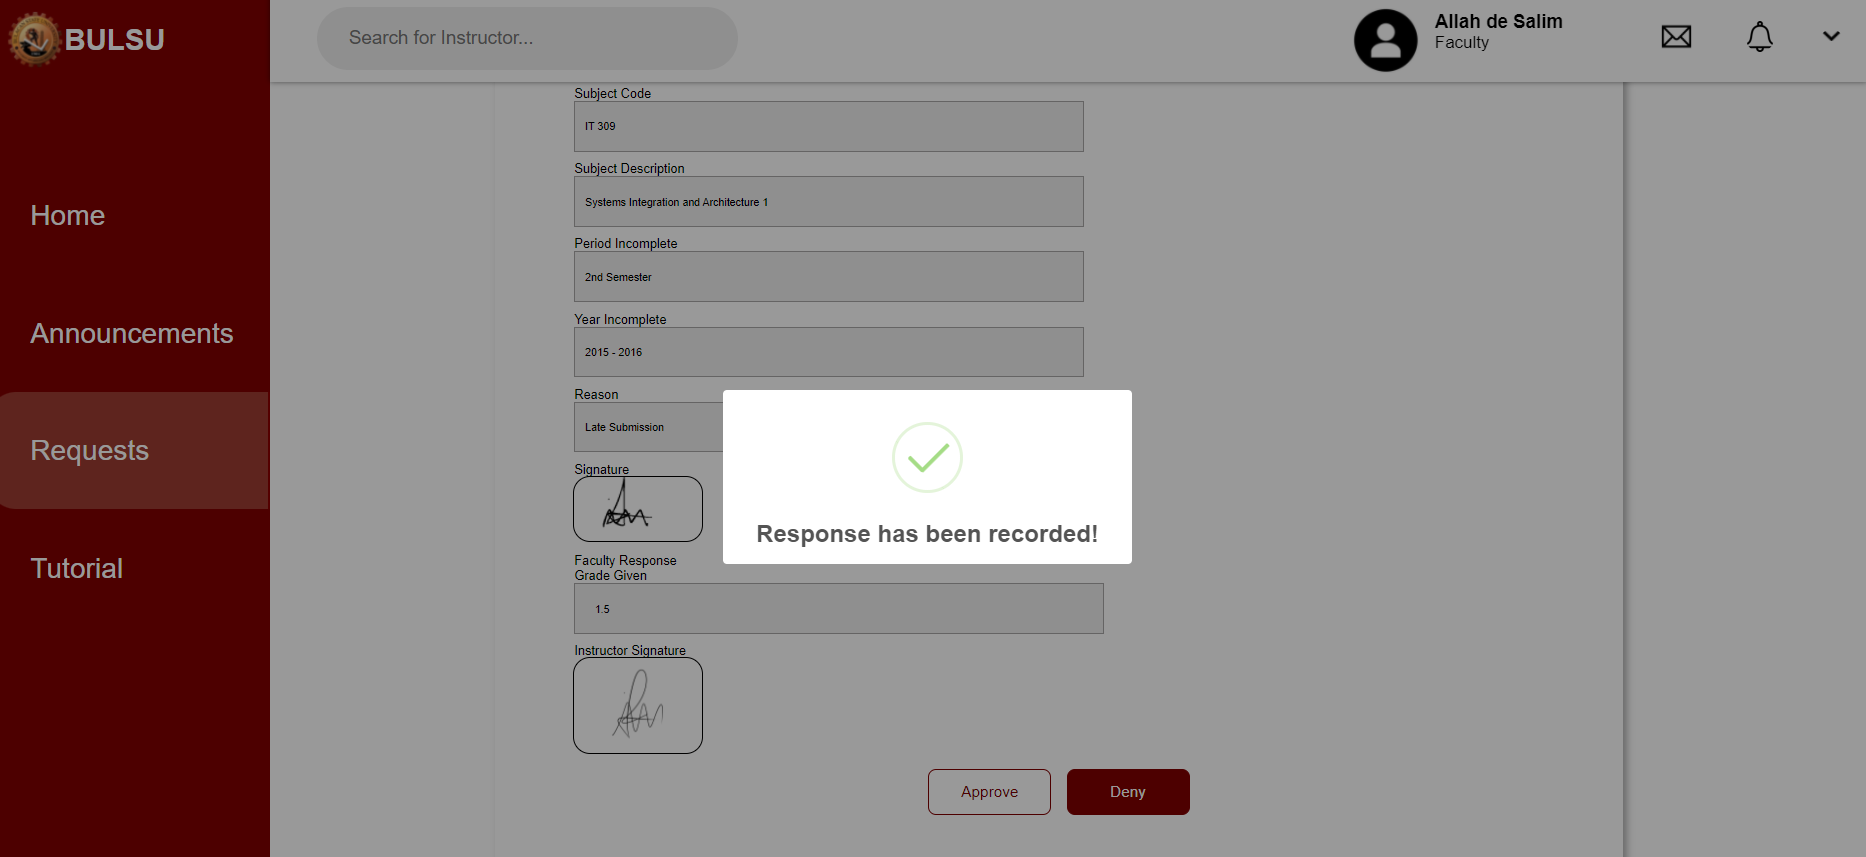 BULSU
Search for Instructor...
Allah de Salim
Faculty
Home
Announcements
Requests
Tutorial
Subject Code
IT 309
Subject Description
Systems Integration and Architecture 1
Period Incomplete
2nd Semester
Year Incomplete
2015 - 2016
Reason
Late Submission
Signature
Response has been recorded!
Faculty Response
Grade Given
1.5
Instructor Signature
Approve
Deny